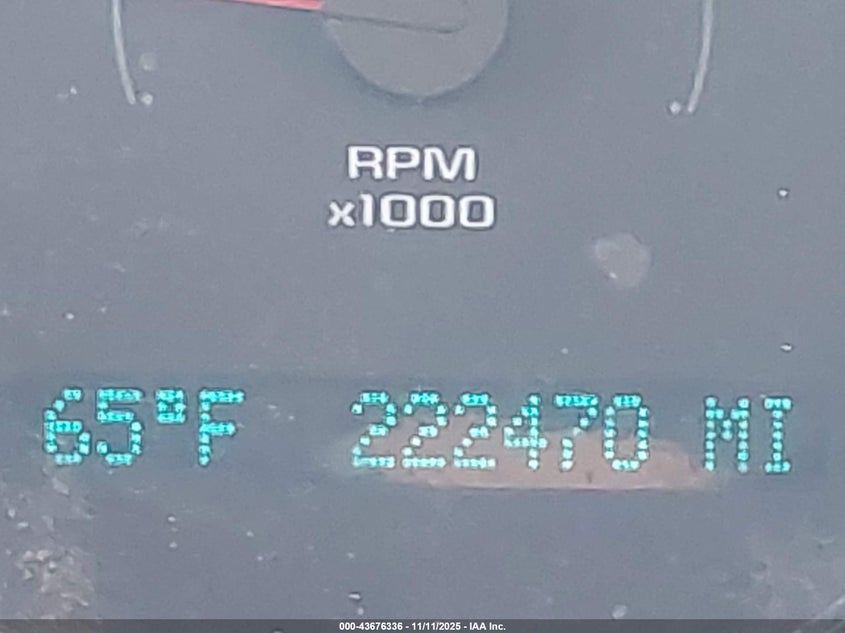 RPM
x1000
65°F 222470 MI
000-43676336 - 11/11/2025 - IAA Inc.